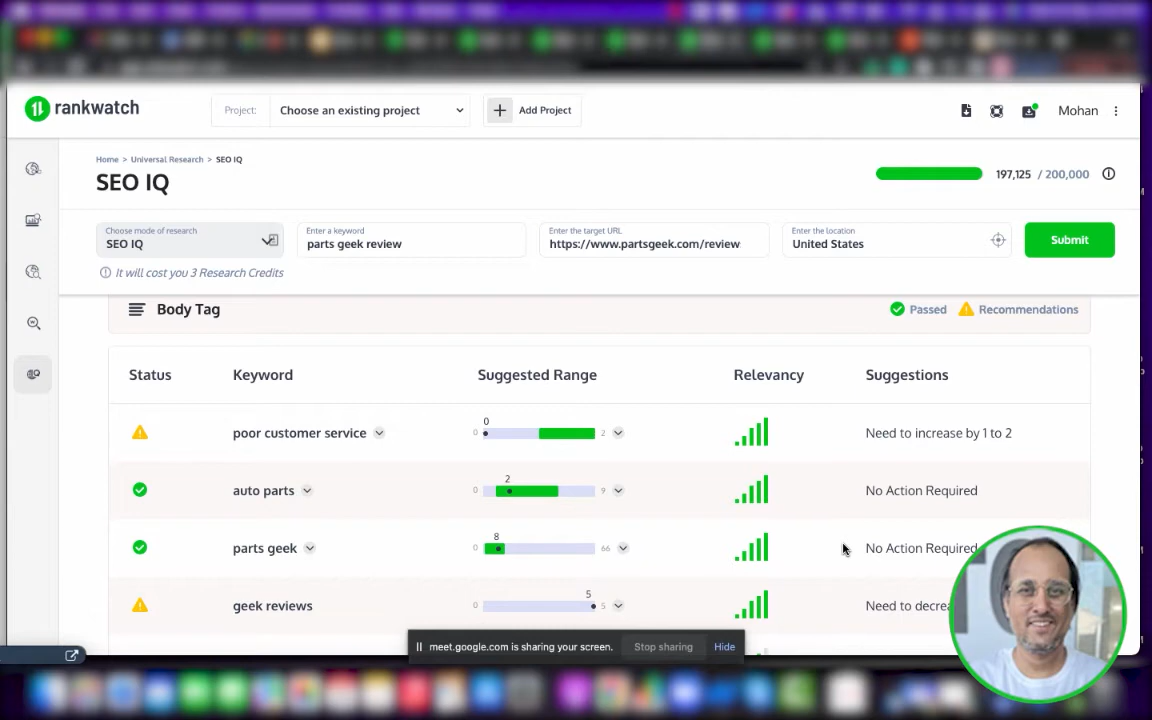 rankwatch
Project:
Choose an existing project
Add Project
Mohan
Home > Universal Research > SEO IQ
SEO IQ
197,125 / 200,000
Choose mode of research
SEO IQ
Enter a keyword
parts geek review
Enter the target URL
https://www.partsgeek.com/review
Enter the location
United States
Submit
It will cost you 3 Research Credits
Body Tag
Passed
Recommendations
Status Keyword Suggested Range Relevancy Suggestions
poor customer service 0 0 2 Need to increase by 1 to 2
auto parts 0 2 9 No Action Required
parts geek 0 8 66 No Action Required
geek reviews 0 5 5 Need to decrea
meet.google.com is sharing your screen.
Stop sharing
Hide